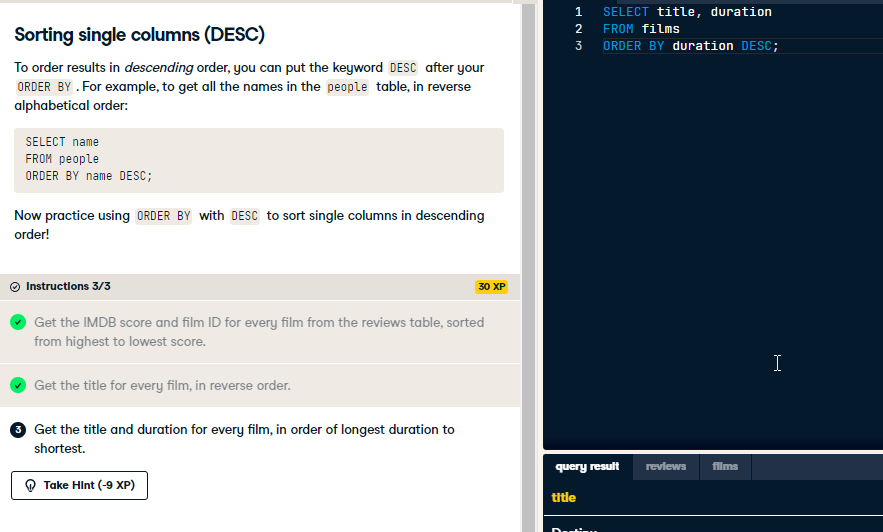 Sorting single columns (DESC)
To order results in descending order, you can put the keyword DESC after your
ORDER BY . For example, to get all the names in the people table, in reverse
alphabetical order:
SELECT name
FROM people
ORDER BY name DESC;
Now practice using ORDER BY with DESC to sort single columns in descending
order!
Instructions 3/3
30 XP
Get the IMDB score and film ID for every film from the reviews table, sorted
from highest to lowest score.
Get the title for every film, in reverse order.
3 Get the title and duration for every film, in order of longest duration to
shortest.
Take Hint (-9 XP)
1 SELECT title, duration
2 FROM films
3 ORDER BY duration DESC;
query result reviews films
title